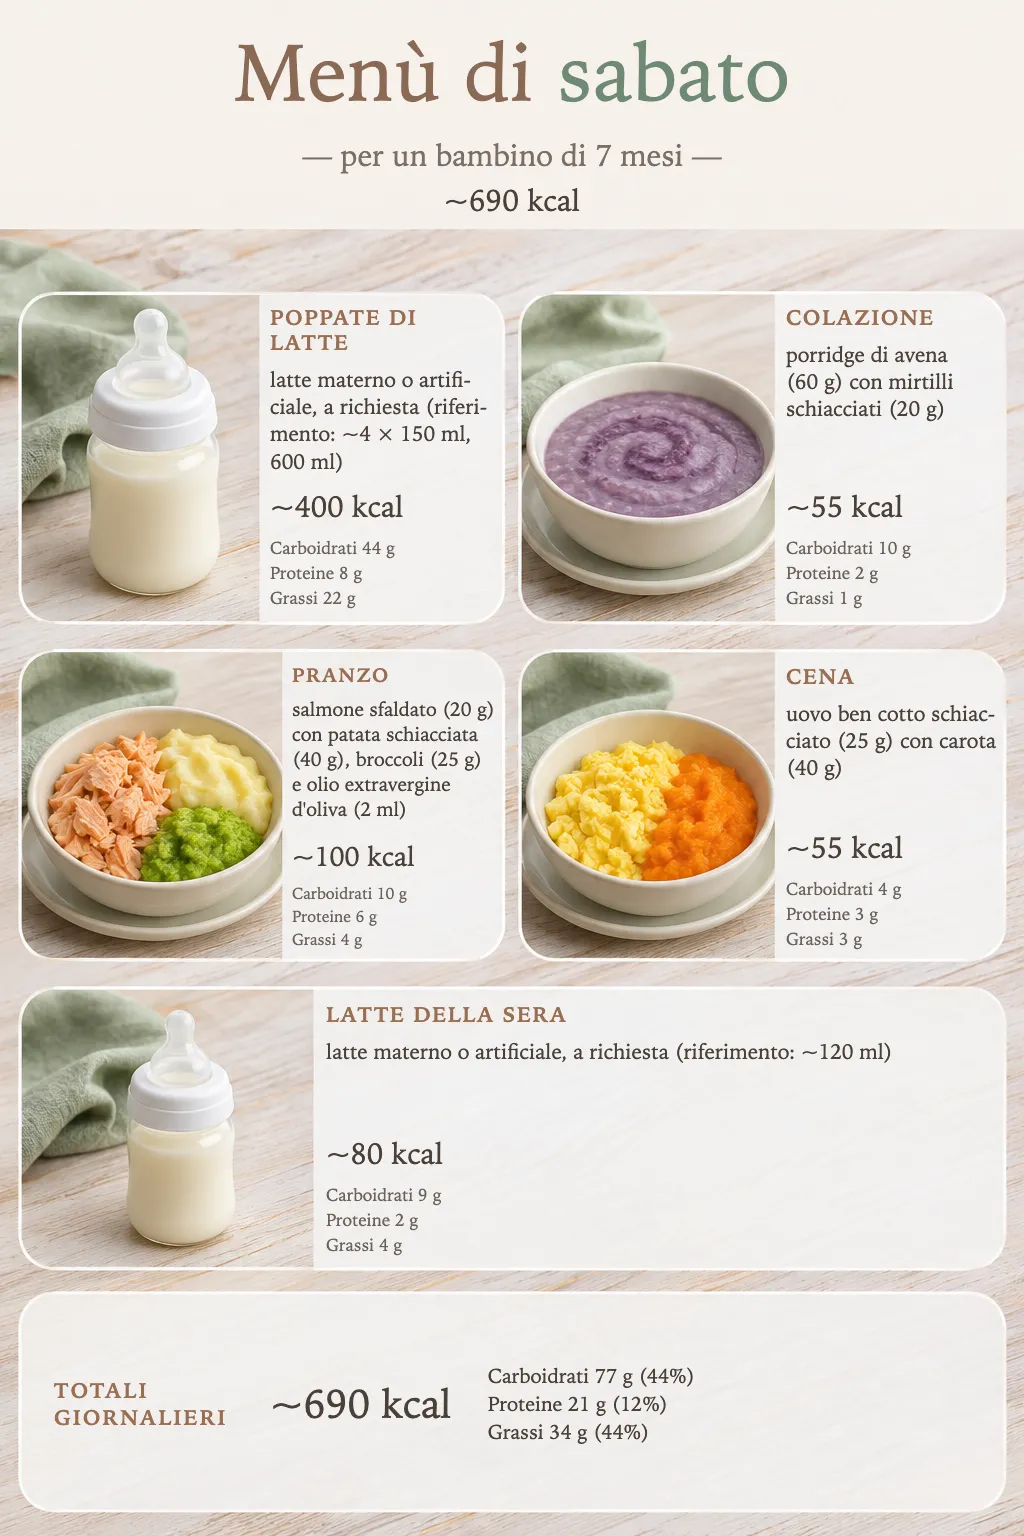 Menù di sabato
— per un bambino di 7 mesi —
~690 kcal
POPPATE DI
LATTE
latte materno o artifi-
ciale, a richiesta (riferi-
mento: ~4 × 150 ml,
600 ml)
~400 kcal
Carboidrati 44 g
Proteine 8 g
Grassi 22 g
COLAZIONE
porridge di avena
(60 g) con mirtilli
schiacciati (20 g)
~55 kcal
Carboidrati 10 g
Proteine 2 g
Grassi 1 g
PRANZO
salmone sfaldato (20 g)
con patata schiacciata
(40 g), broccoli (25 g)
e olio extravergine
d'oliva (2 ml)
~100 kcal
Carboidrati 10 g
Proteine 6 g
Grassi 4 g
CENA
uovo ben cotto schiac-
ciato (25 g) con carota
(40 g)
~55 kcal
Carboidrati 4 g
Proteine 3 g
Grassi 3 g
LATTE DELLA SERA
latte materno o artificiale, a richiesta (riferimento: ~120 ml)
~80 kcal
Carboidrati 9 g
Proteine 2 g
Grassi 4 g
TOTALI
GIORNALIERI
~690 kcal
Carboidrati 77 g (44%)
Proteine 21 g (12%)
Grassi 34 g (44%)